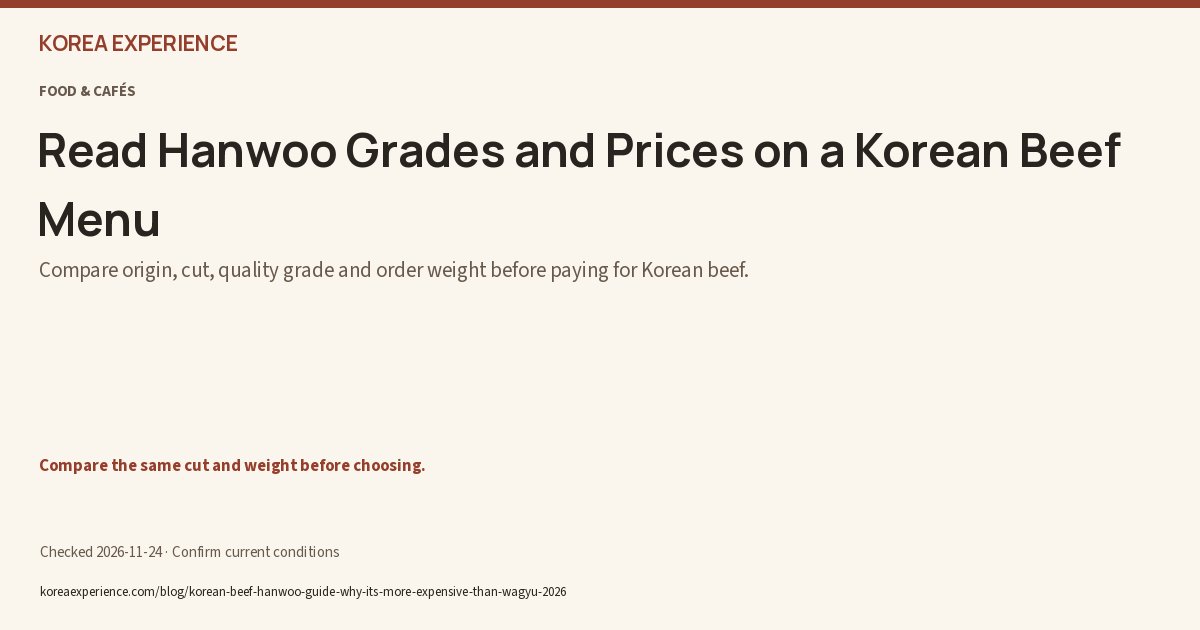 KOREA EXPERIENCE
FOOD & CAFÉS
Read Hanwoo Grades and Prices on a Korean Beef
Menu
Compare origin, cut, quality grade and order weight before paying for Korean beef.
Compare the same cut and weight before choosing.
Checked 2026-11-24 · Confirm current conditions
koreaexperience.com/blog/korean-beef-hanwoo-guide-why-its-more-expensive-than-wagyu-2026